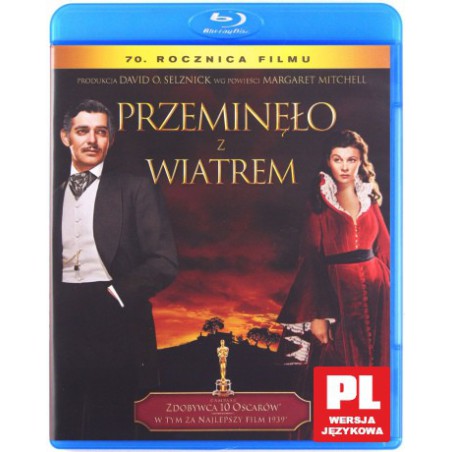 Blu-ray Disc
70. ROCZNICA FILMU
PRODUKCJA DAVID O. SELZNICK WG POWIEŚCI MARGARET MITCHELL
PRZEMINĘŁO
Z
WIATREM
ZDOBYWCA 10 OSCARÓW®
W TYM ZA NAJLEPSZY FILM 1939!
PL
WERSJA
JĘZYKOWA